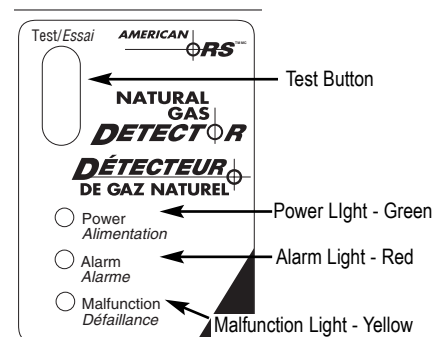 Test/Essai
AMERICAN
RS
Test Button
NATURAL
GAS
DETECTOR
DÉTECTEUR
DE GAZ NATUREL
Power LIght - Green
Power
Alimentation
Alarm Light - Red
Alarm
Alarme
Malfunction
Défaillance
Malfunction Light - Yellow